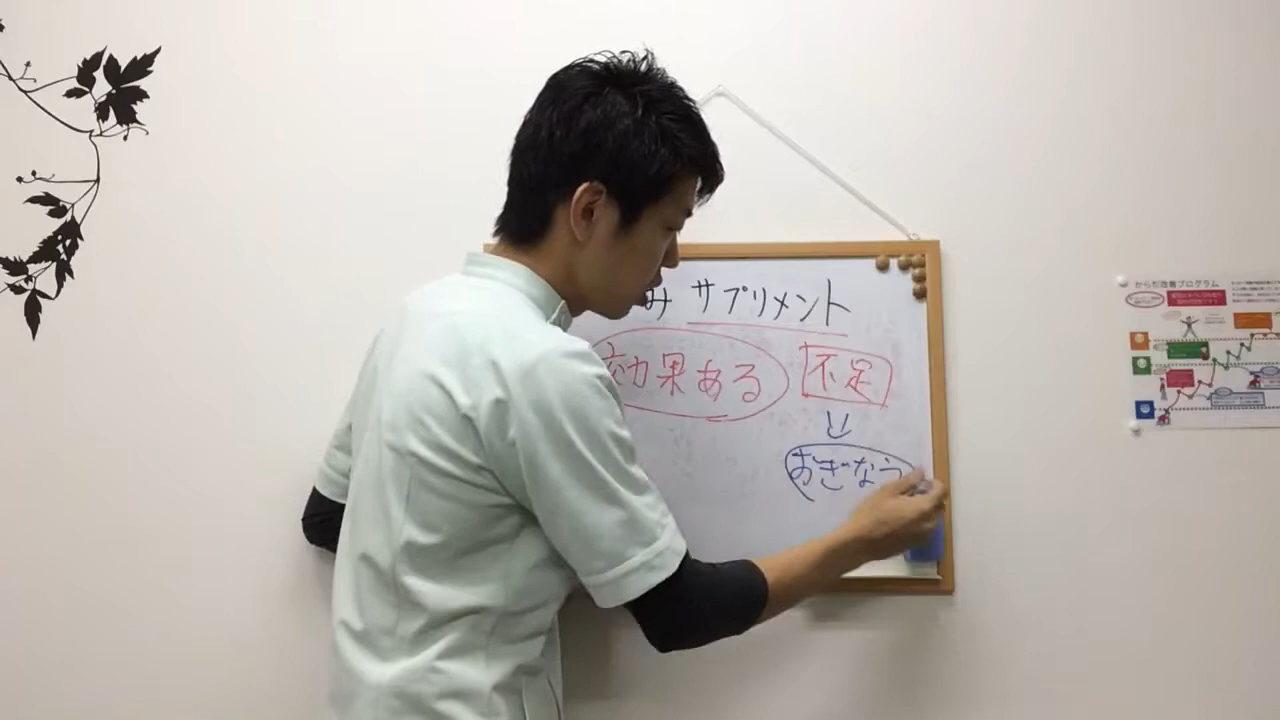 み サプリメント
効果ある 不足
おぎなう
からだ改善プログラム